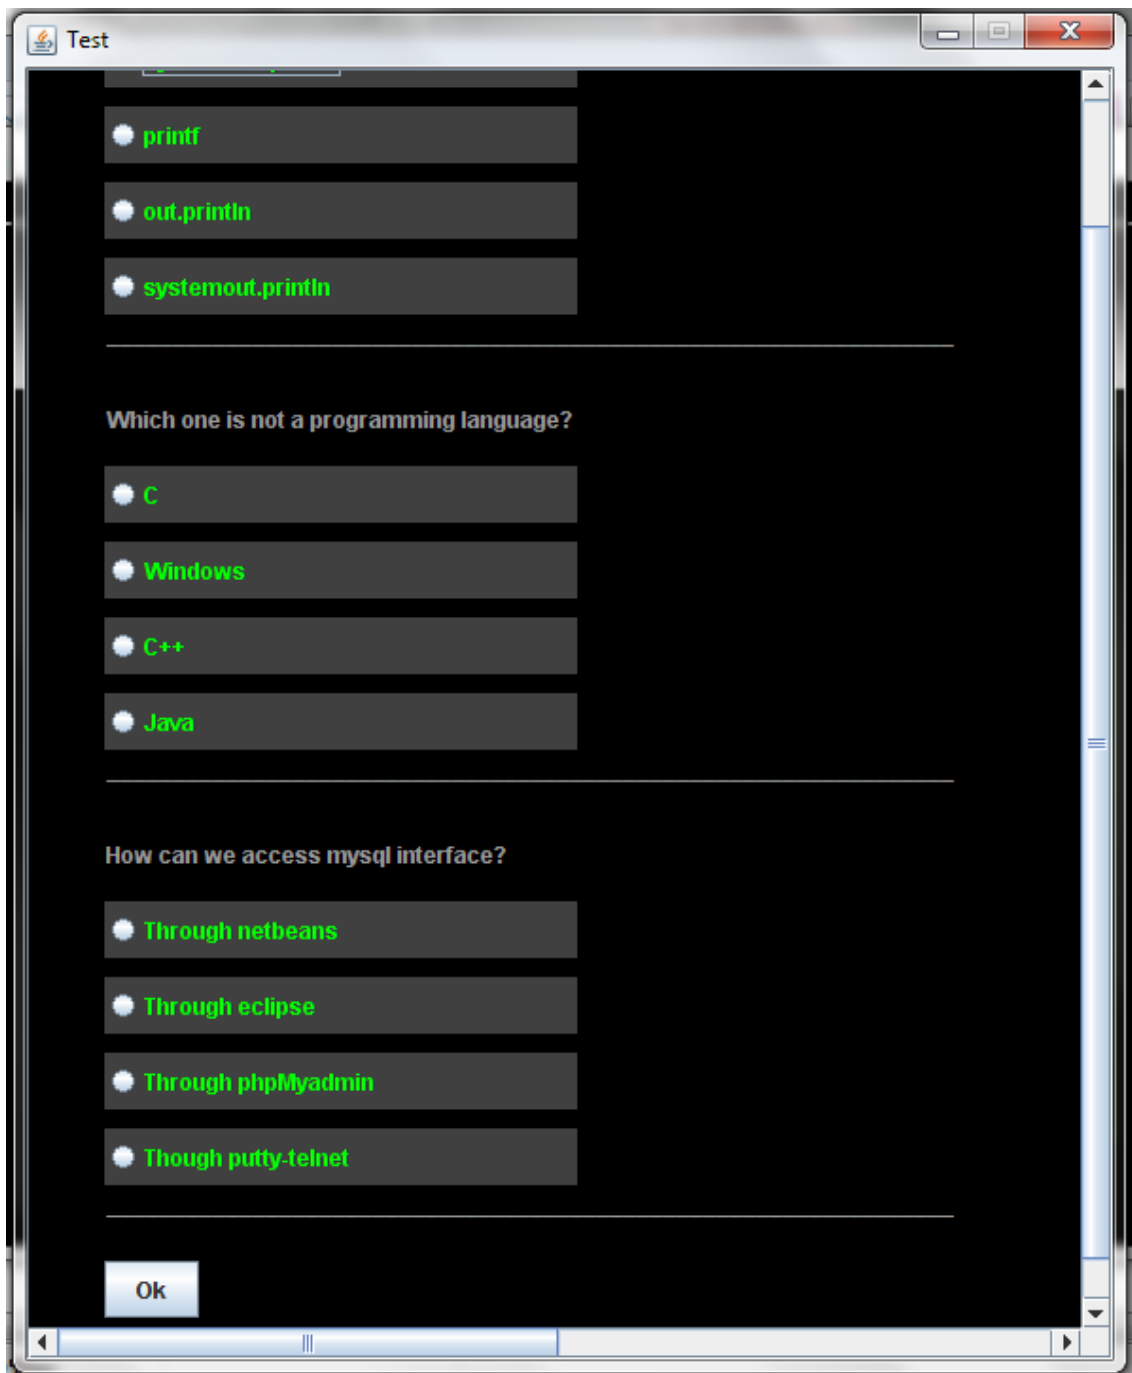 Test
printf
out.println
systemout.println
Which one is not a programming language?
C
Windows
C++
Java
How can we access mysql interface?
Through netbeans
Through eclipse
Through phpMyadmin
Though putty-telnet
Ok